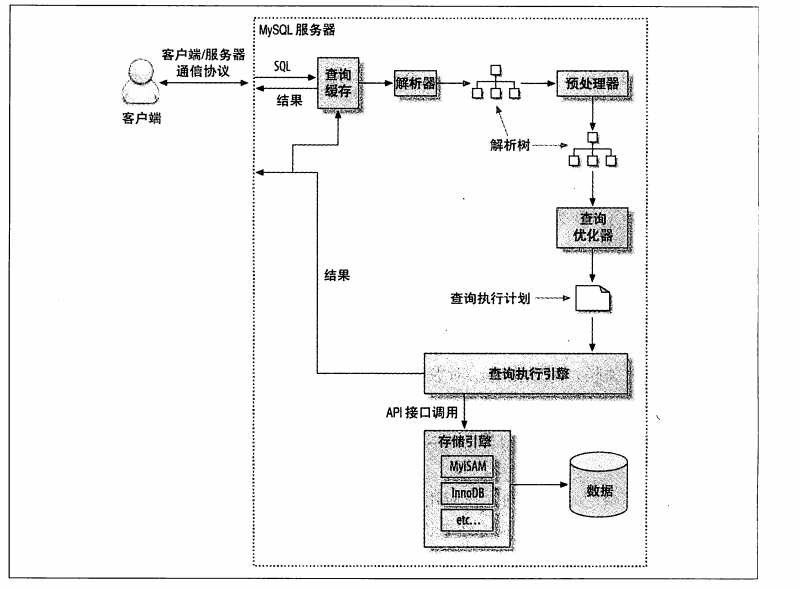 MySQL 服务器
客户端/服务器
通信协议
客户端
SQL
结果
查询
缓存
解析器
预处理器
解析树
查询
优化器
结果
查询执行计划
查询执行引擎
API 接口调用
存储引擎
MyISAM
InnoDB
etc...
数据